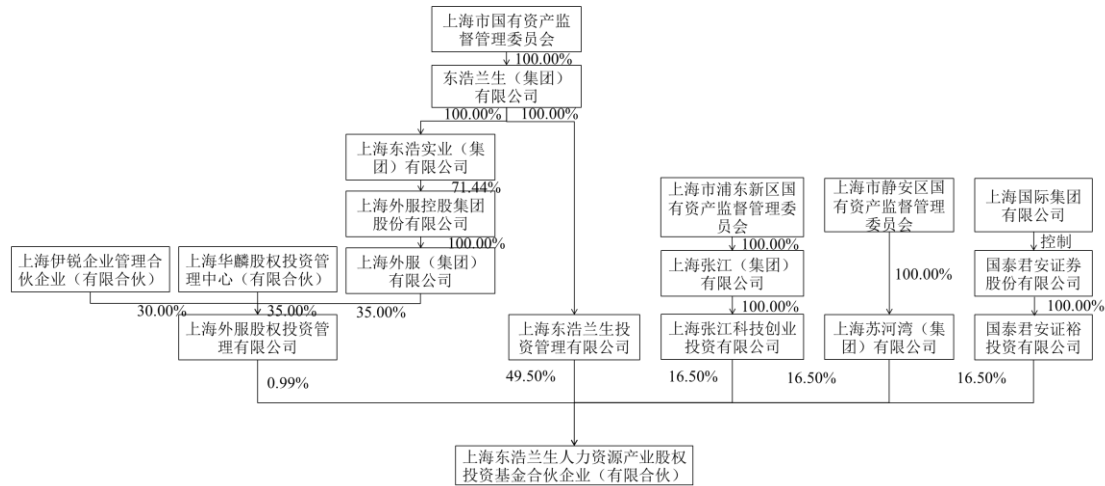 上海市国有资产监
督管理委员会
100.00%
东浩兰生（集团）
有限公司
100.00%
100.00%
上海东浩实业（集
团）有限公司
71.44%
上海外服控股集团
股份有限公司
100.00%
上海外服（集团）
有限公司
上海市浦东新区国
有资产监督管理委
员会
100.00%
上海张江（集团）
有限公司
100.00%
上海市静安区国
有资产监督管理
委员会
100.00%
上海国际集团
有限公司
控制
国泰君安证券
股份有限公司
100.00%
上海伊锐企业管理合
伙企业（有限合伙）
上海华麟股权投资管
理中心（有限合伙）
30.00%
35.00%
35.00%
上海外服股权投资管
理有限公司
上海东浩兰生投
资管理有限公司
上海张江科技创业
投资有限公司
上海苏河湾（集
团）有限公司
国泰君安证裕
投资有限公司
0.99%
49.50%
16.50%
16.50%
16.50%
上海东浩兰生人力资源产业股权
投资基金合伙企业（有限合伙）